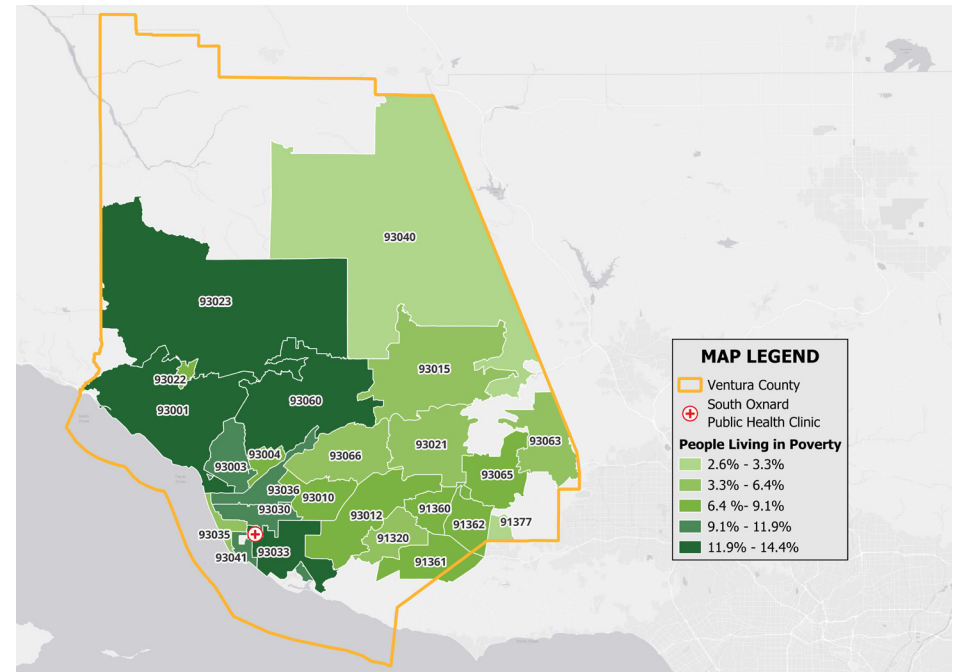 93040
93023
93015
93022
93001
93060
93063
93021
93004
93066
93003
93065
93036
93010
93030
91360
93012
91362
91377
93035
91320
93033
93041
91361
MAP LEGEND
Ventura County
South Oxnard
Public Health Clinic
People Living in Poverty
2.6% - 3.3%
3.3% - 6.4%
6.4 %- 9.1%
9.1% - 11.9%
11.9% - 14.4%